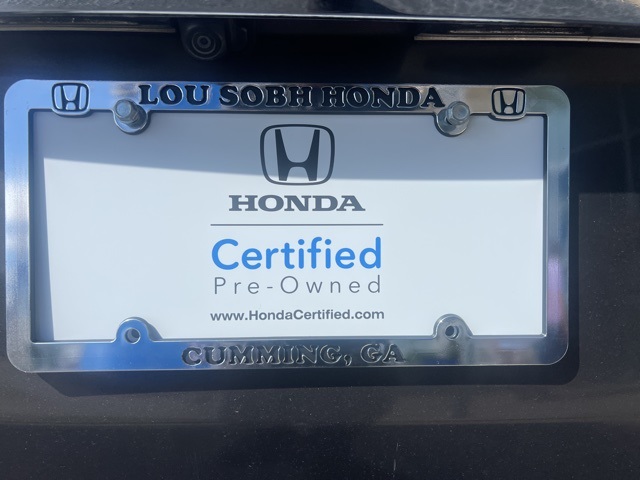 LOU SOBH HONDA
HONDA
Certified
Pre-Owned
www.HondaCertified.com
CUMMING, GA